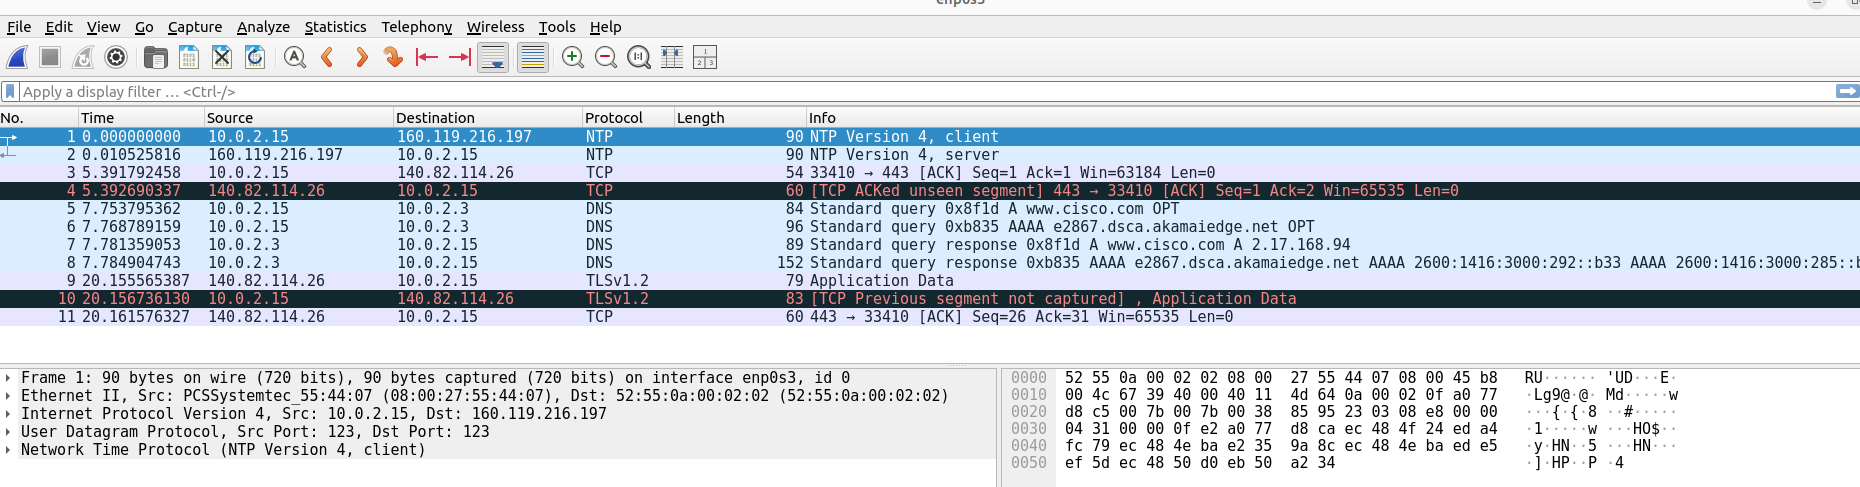 enp0s3
File Edit View Go Capture Analyze Statistics Telephony Wireless Tools Help
Apply a display filter … <Ctrl-/>
No. Time Source Destination Protocol Length Info
1 0.000000000 10.0.2.15 160.119.216.197 NTP 90 NTP Version 4, client
2 0.010525816 160.119.216.197 10.0.2.15 NTP 90 NTP Version 4, server
3 5.391792458 10.0.2.15 140.82.114.26 TCP 54 33410 → 443 [ACK] Seq=1 Ack=1 Win=63184 Len=0
4 5.392690337 140.82.114.26 10.0.2.15 TCP 60 [TCP ACKed unseen segment] 443 → 33410 [ACK] Seq=1 Ack=2 Win=65535 Len=0
5 7.753795362 10.0.2.15 10.0.2.3 DNS 84 Standard query 0x8f1d A www.cisco.com OPT
6 7.768789159 10.0.2.15 10.0.2.3 DNS 96 Standard query 0xb835 AAAA e2867.dsca.akamaiedge.net OPT
7 7.781359053 10.0.2.3 10.0.2.15 DNS 89 Standard query response 0x8f1d A www.cisco.com A 2.17.168.94
8 7.784904743 10.0.2.3 10.0.2.15 DNS 152 Standard query response 0xb835 AAAA e2867.dsca.akamaiedge.net AAAA 2600:1416:3000:292::b33 AAAA 2600:1416:3000:285::b
9 20.155565387 140.82.114.26 10.0.2.15 TLSv1.2 79 Application Data
10 20.156736130 10.0.2.15 140.82.114.26 TLSv1.2 83 [TCP Previous segment not captured] , Application Data
11 20.161576327 140.82.114.26 10.0.2.15 TCP 60 443 → 33410 [ACK] Seq=26 Ack=31 Win=65535 Len=0
Frame 1: 90 bytes on wire (720 bits), 90 bytes captured (720 bits) on interface enp0s3, id 0
Ethernet II, Src: PCSSystemtec_55:44:07 (08:00:27:55:44:07), Dst: 52:55:0a:00:02:02 (52:55:0a:00:02:02)
Internet Protocol Version 4, Src: 10.0.2.15, Dst: 160.119.216.197
User Datagram Protocol, Src Port: 123, Dst Port: 123
Network Time Protocol (NTP Version 4, client)
0000 52 55 0a 00 02 02 08 00 27 55 44 07 08 00 45 b8 RU······ 'UD···E·
0010 00 4c 67 39 40 00 40 11 4d 64 0a 00 02 0f a0 77 ·Lg9@·@· Md·····w
0020 d8 c5 00 7b 00 7b 00 38 85 95 23 03 08 e8 00 00 ···{·{·8 ··#·····
0030 04 31 00 00 0f e2 a0 77 d8 ca ec 48 4f 24 ed a4 ·1·····w ···HO$··
0040 fc 79 ec 48 4e ba e2 35 9a 8c ec 48 4e ba ed e5 ·y·HN··5 ···HN···
0050 ef 5d ec 48 50 d0 eb 50 a2 34 ·]·HP··P ·4